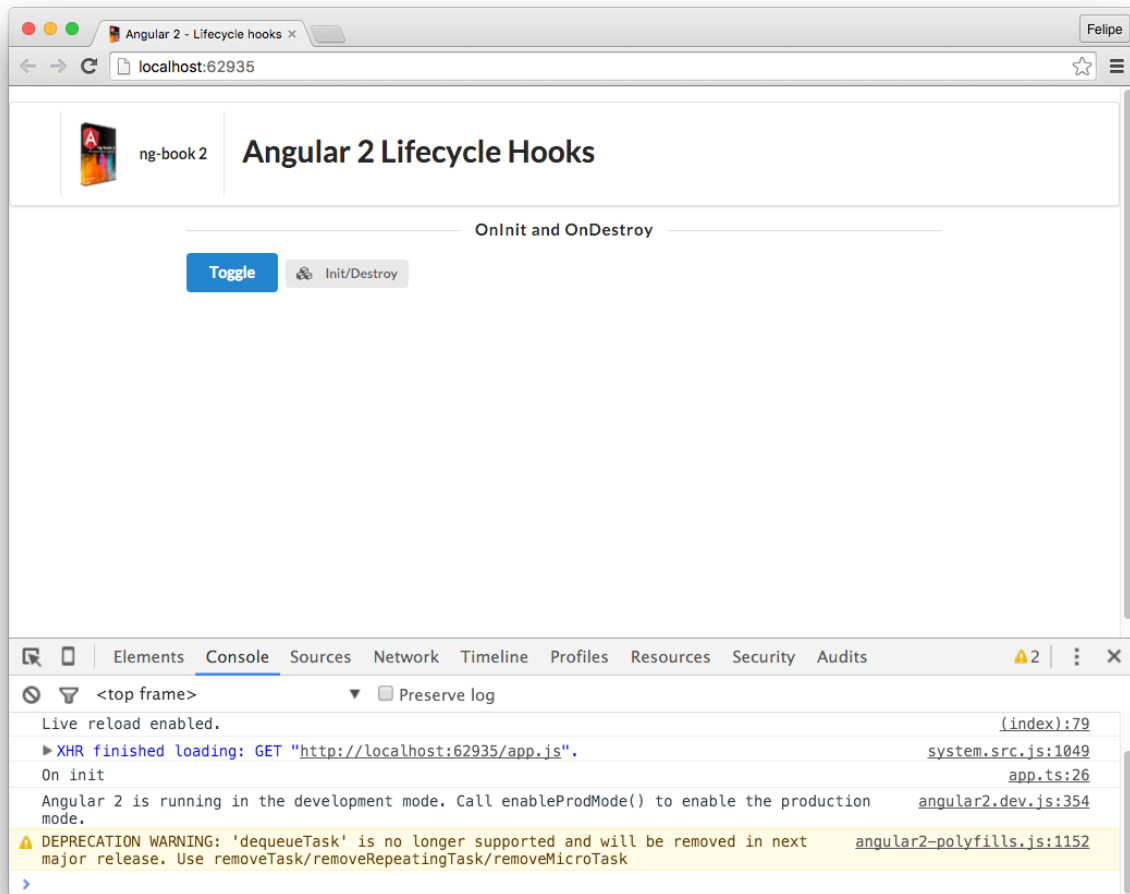 Angular 2 - Lifecycle hooks
Felipe
localhost:62935
ng-book 2
Angular 2 Lifecycle Hooks
OnInit and OnDestroy
Toggle
Init/Destroy
Elements Console Sources Network Timeline Profiles Resources Security Audits 2
<top frame> Preserve log
Live reload enabled. (index):79
XHR finished loading: GET "http://localhost:62935/app.js". system.src.js:1049
On init app.ts:26
Angular 2 is running in the development mode. Call enableProdMode() to enable the production angular2.dev.js:354
mode.
DEPRECATION WARNING: 'dequeueTask' is no longer supported and will be removed in next angular2-polyfills.js:1152
major release. Use removeTask/removeRepeatingTask/removeMicroTask